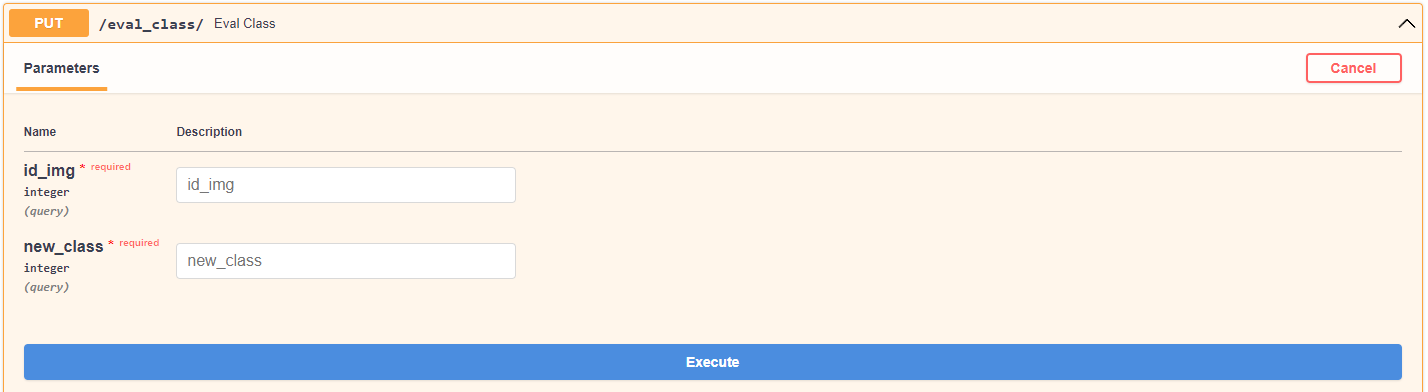 PUT /eval_class/ Eval Class
Parameters
Cancel
Name Description
id_img * required
integer
(query)
id_img
new_class * required
integer
(query)
new_class
Execute